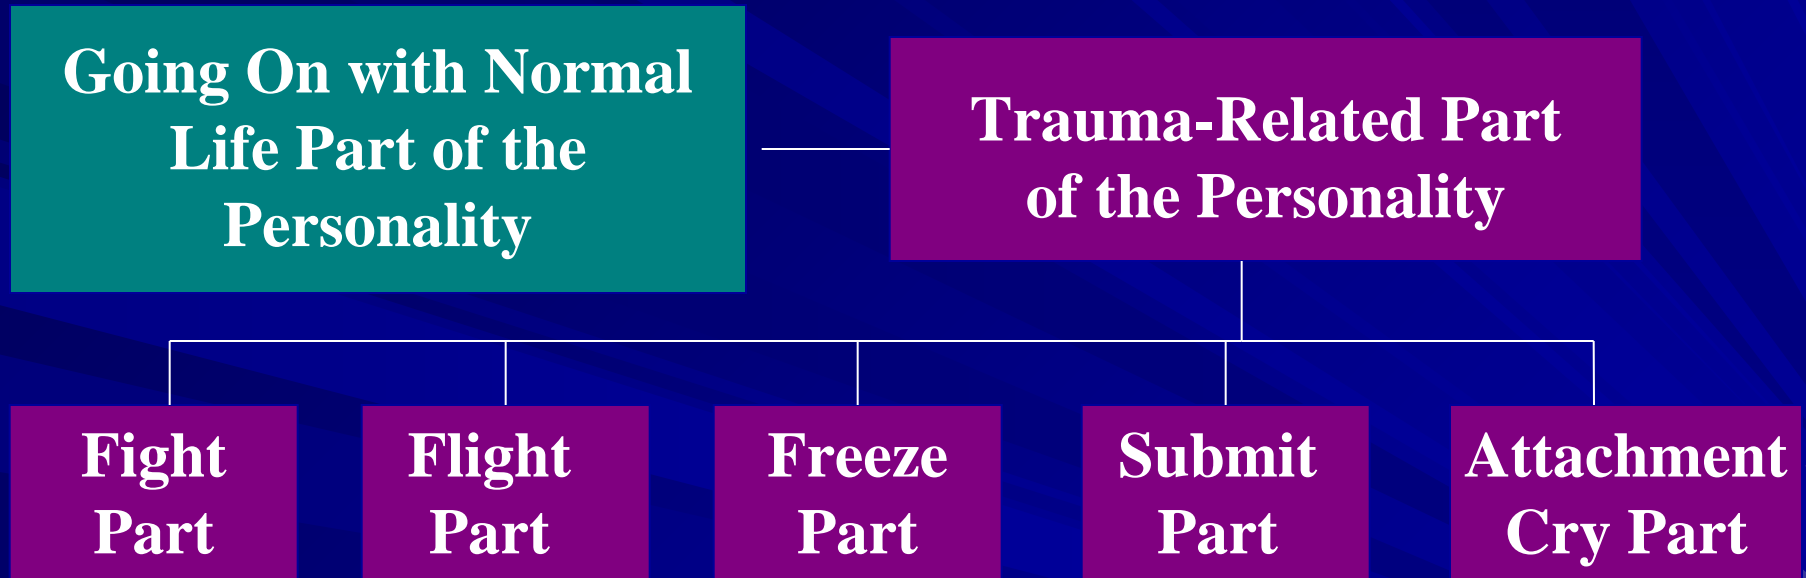 Going On with Normal
Life Part of the
Personality
Trauma-Related Part
of the Personality
Fight
Part
Flight
Part
Freeze
Part
Submit
Part
Attachment
Cry Part